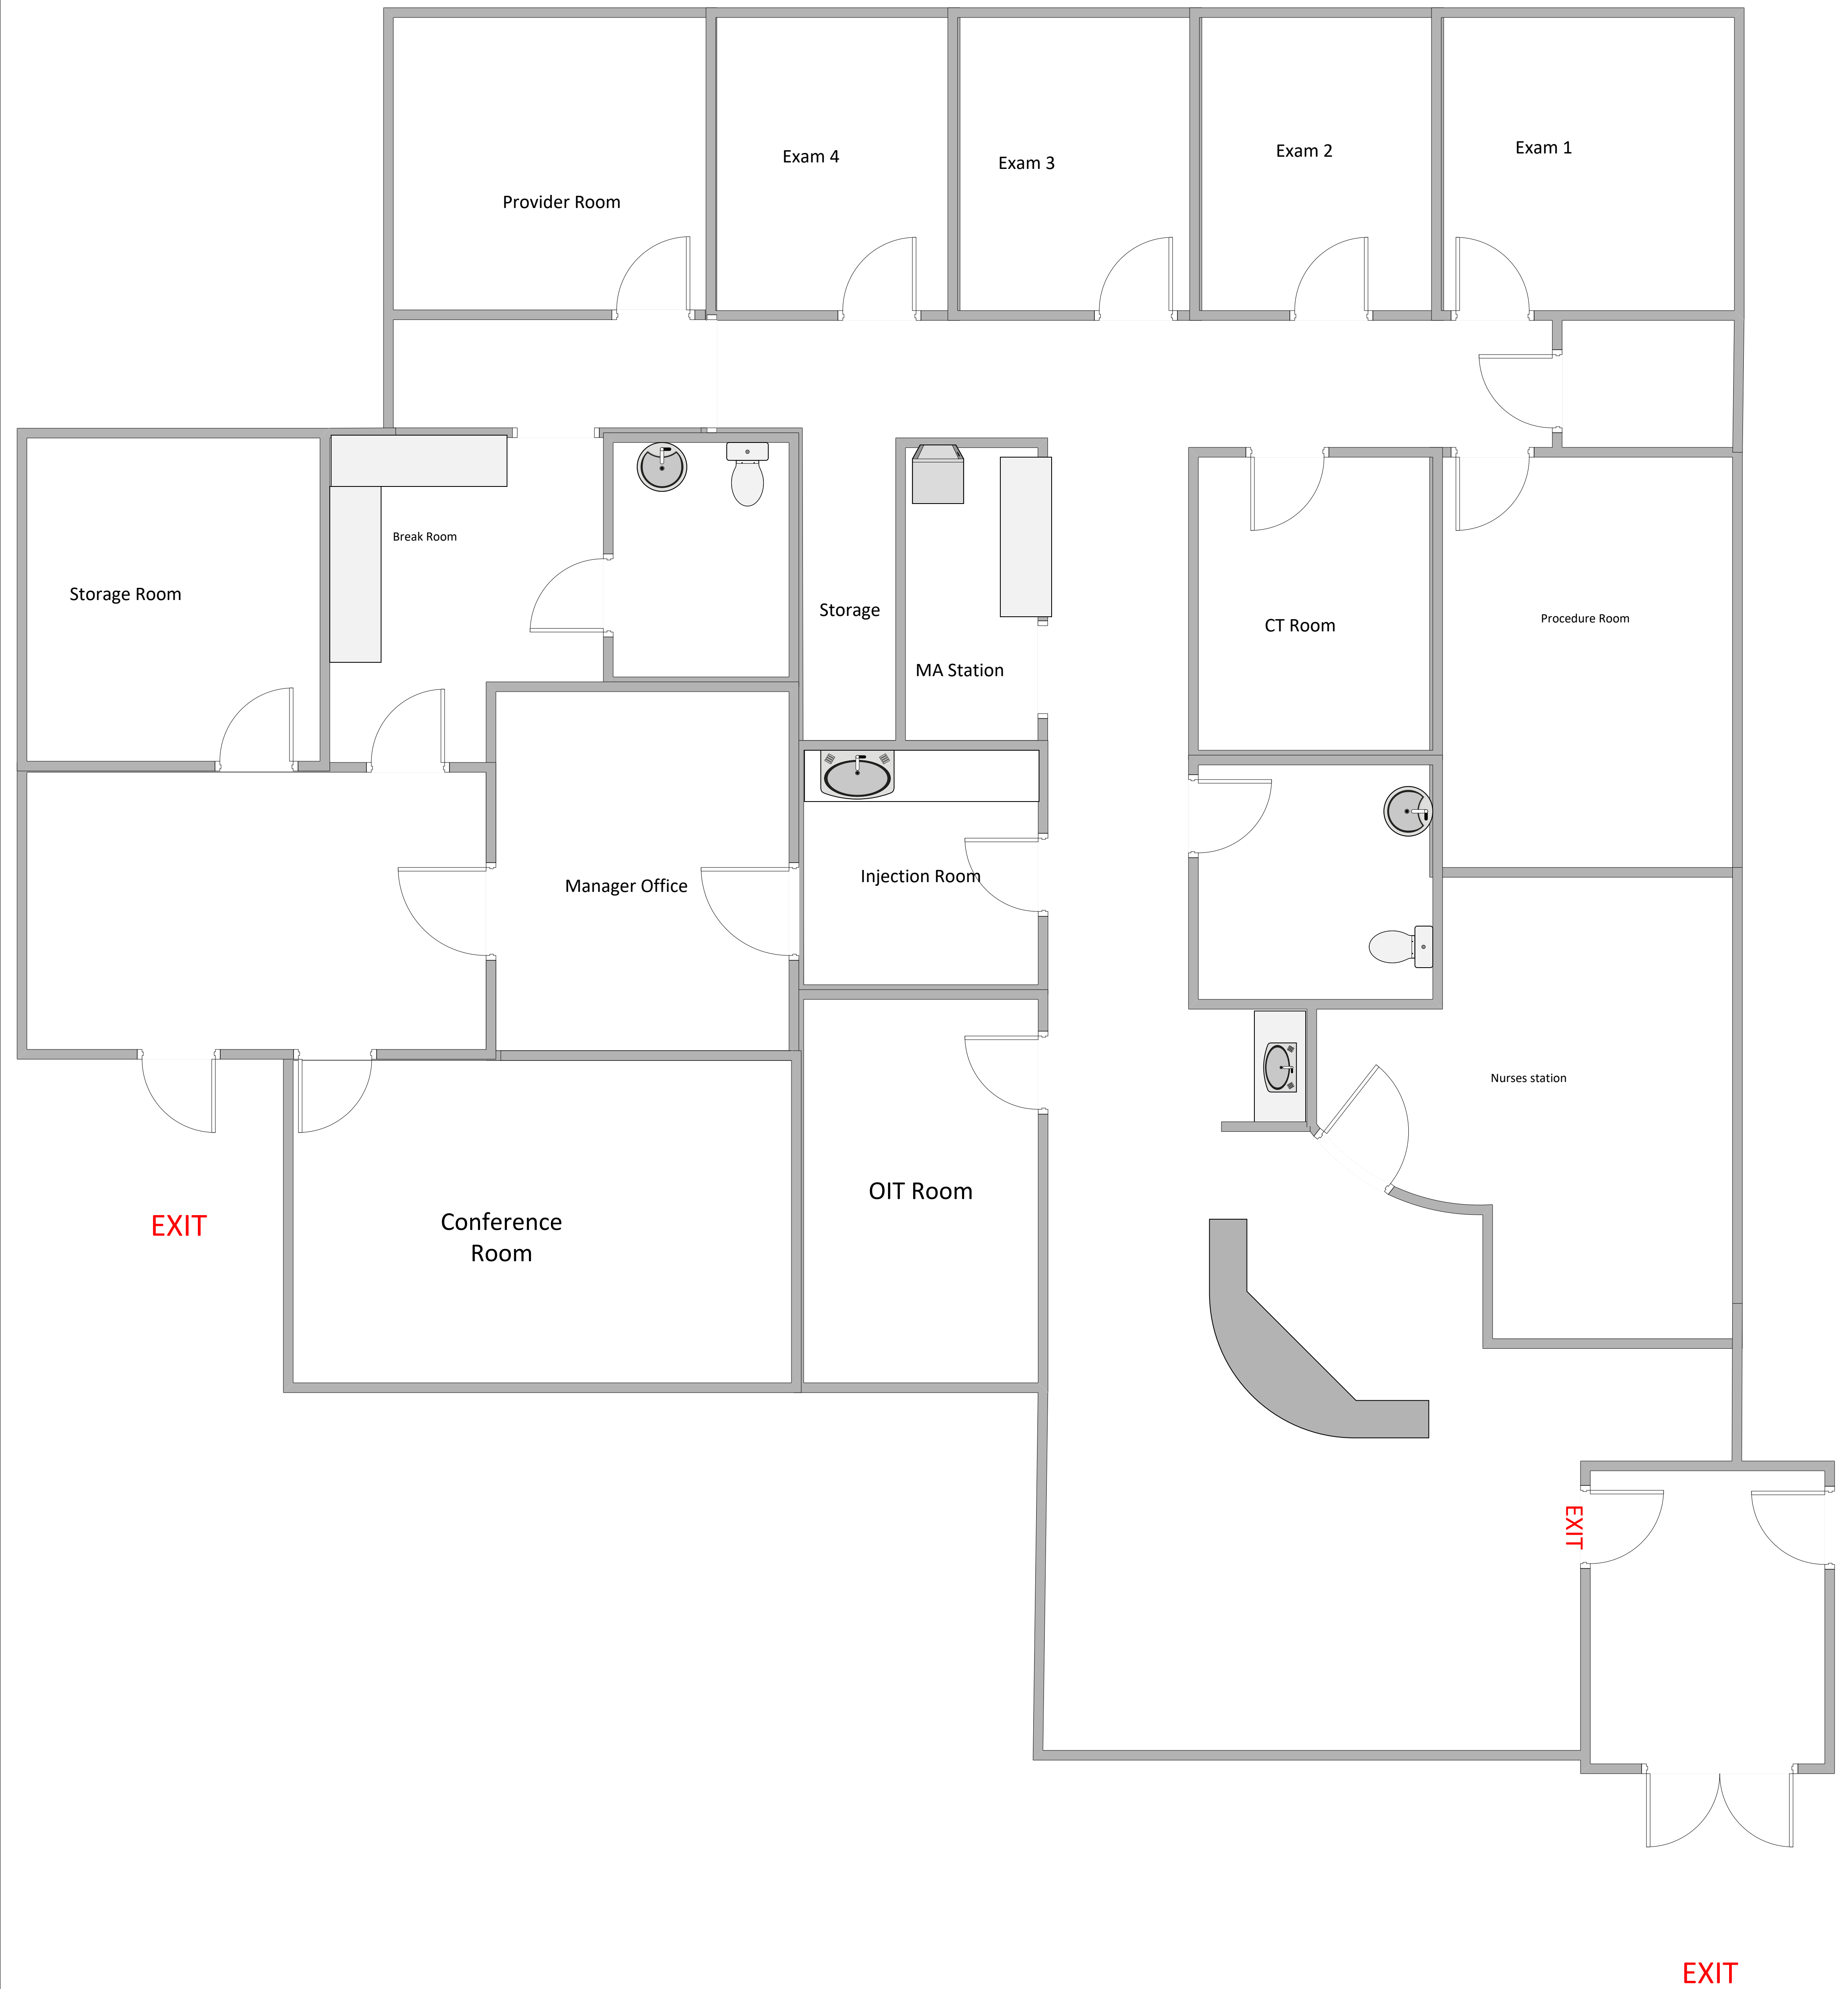 Exam 4
Exam 3
Exam 2
Exam 1
Provider Room
Break Room
Storage Room
Storage
CT Room
Procedure Room
MA Station
Manager Office
Injection Room
Nurses station
OIT Room
EXIT
Conference
Room
EXIT
EXIT